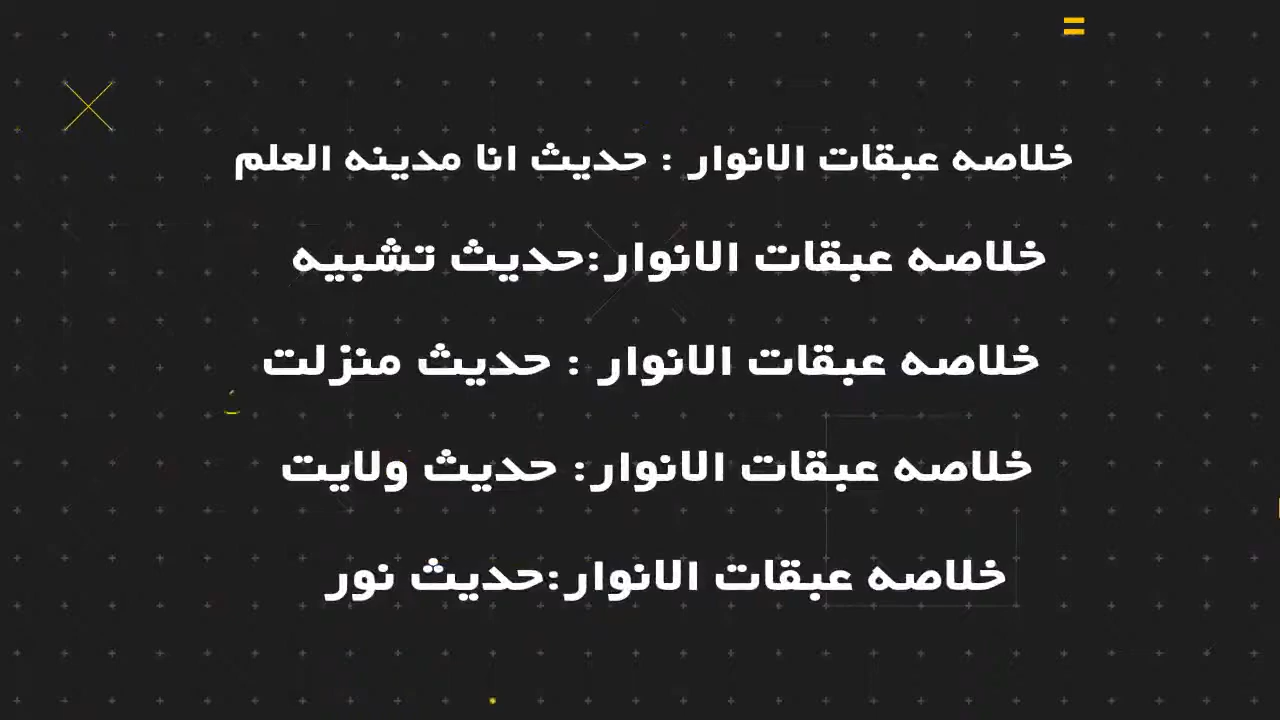 خلاصه عبقات الانوار : حدیث انا مدینه العلم
خلاصه عبقات الانوار:حدیث تشبیه
خلاصه عبقات الانوار : حدیث منزلت
خلاصه عبقات الانوار: حدیث ولایت
خلاصه عبقات الانوار:حدیث نور